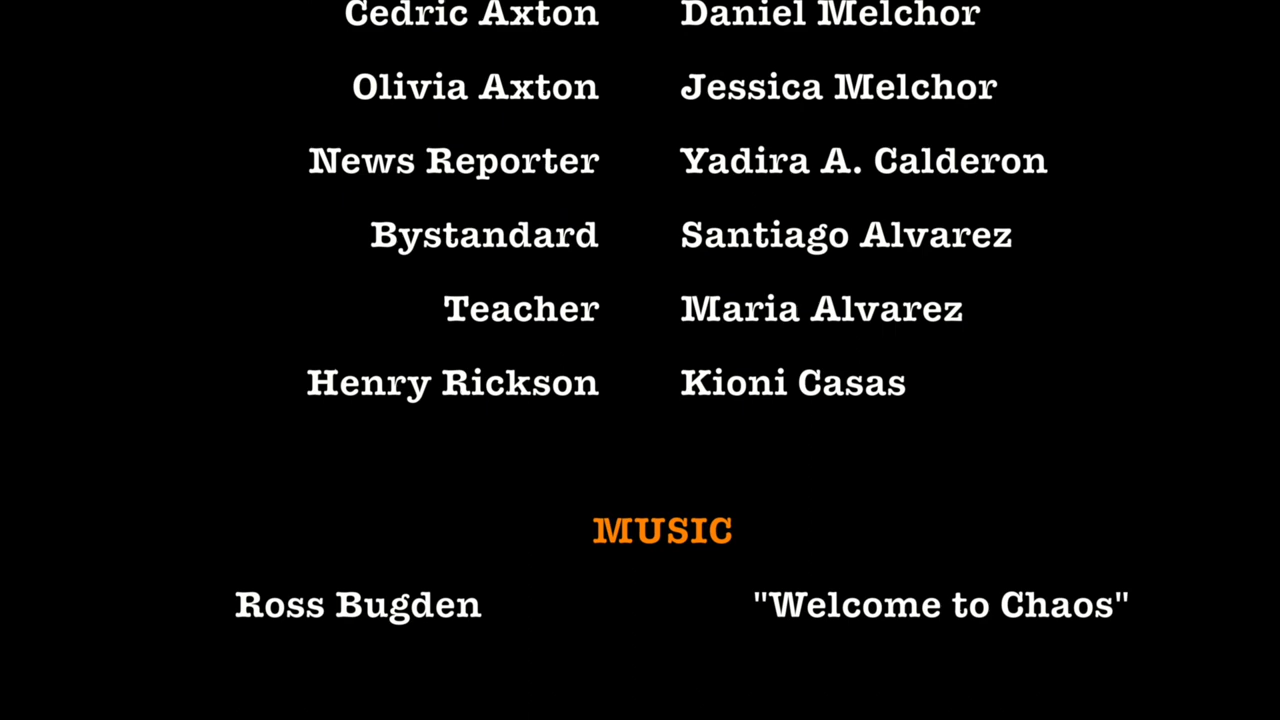 Cedric Axton Daniel Melchor
Olivia Axton Jessica Melchor
News Reporter Yadira A. Calderon
Bystandard Santiago Alvarez
Teacher Maria Alvarez
Henry Rickson Kioni Casas
MUSIC
Ross Bugden "Welcome to Chaos"